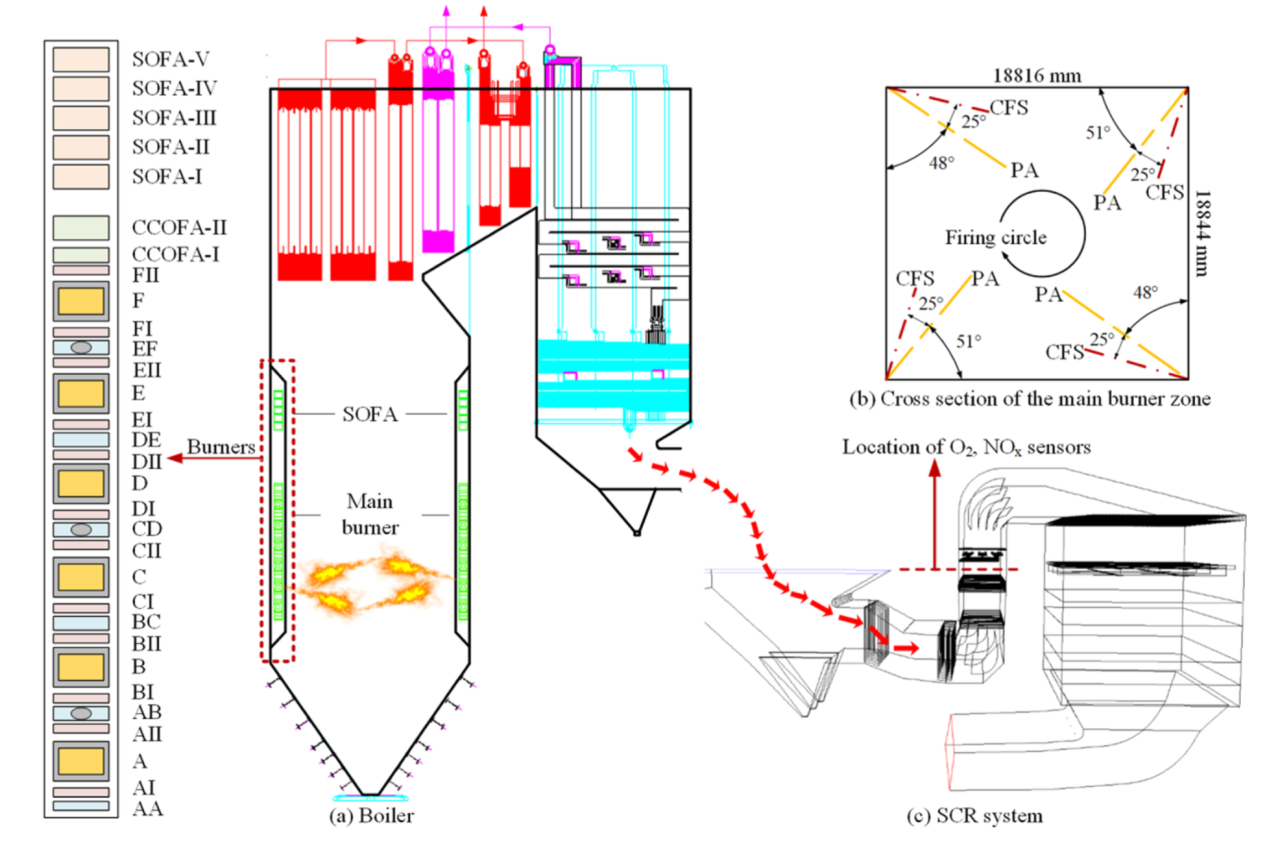 SOFA-V
SOFA-IV
SOFA-III
SOFA-II
SOFA-I
CCOFA-II
CCOFA-I
FII
F
FI
EF
EII
E
EI
DE
DII
D
DI
CD
CII
C
CI
BC
BII
B
BI
AB
AII
A
AI
AA
Burners
SOFA
Main
burner
(a) Boiler
18816 mm
CFS
25°
48°
PA
51°
25°
CFS
PA
18844 mm
Firing circle
CFS
25°
PA
51°
PA
48°
25°
CFS
(b) Cross section of the main burner zone
Location of O₂, NOₓ sensors
(c) SCR system